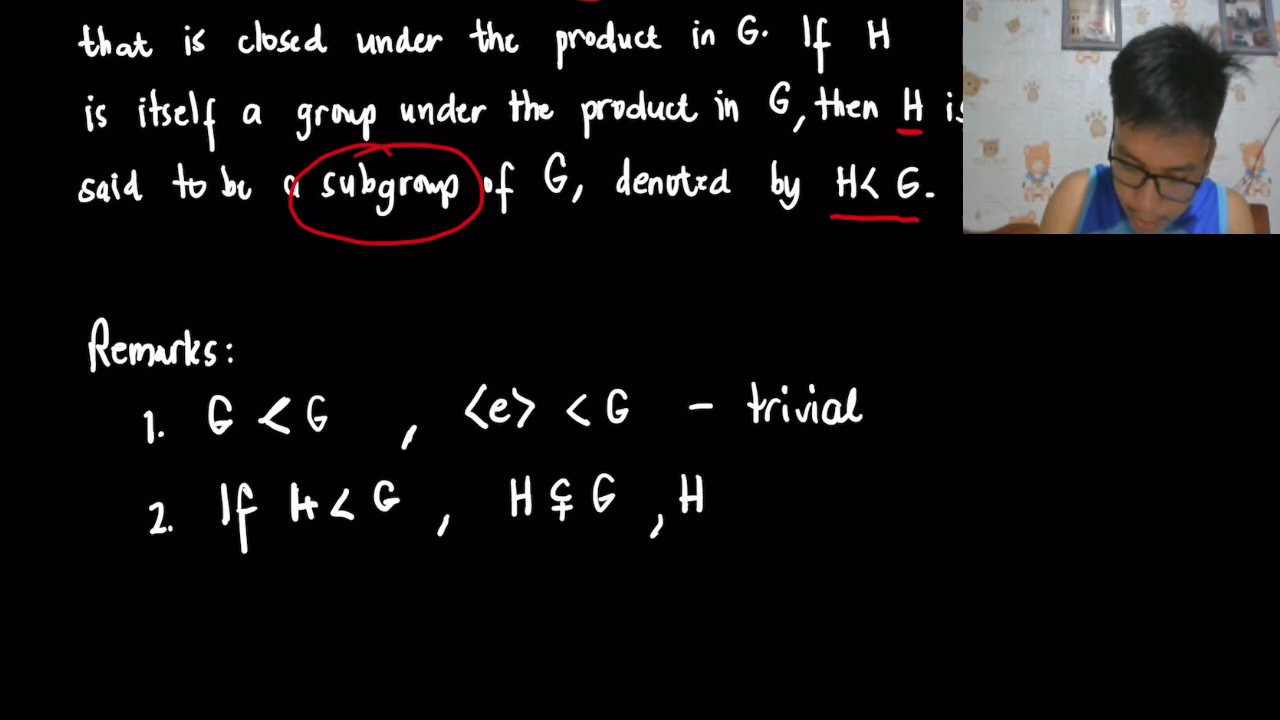 that is closed under the product in G. If H
is itself a group under the product in G, then H is
said to be a subgroup of G, denoted by H < G.
Remarks:
1. G < G , <e> < G - trivial
2. If H < G , H ⊊ G , H